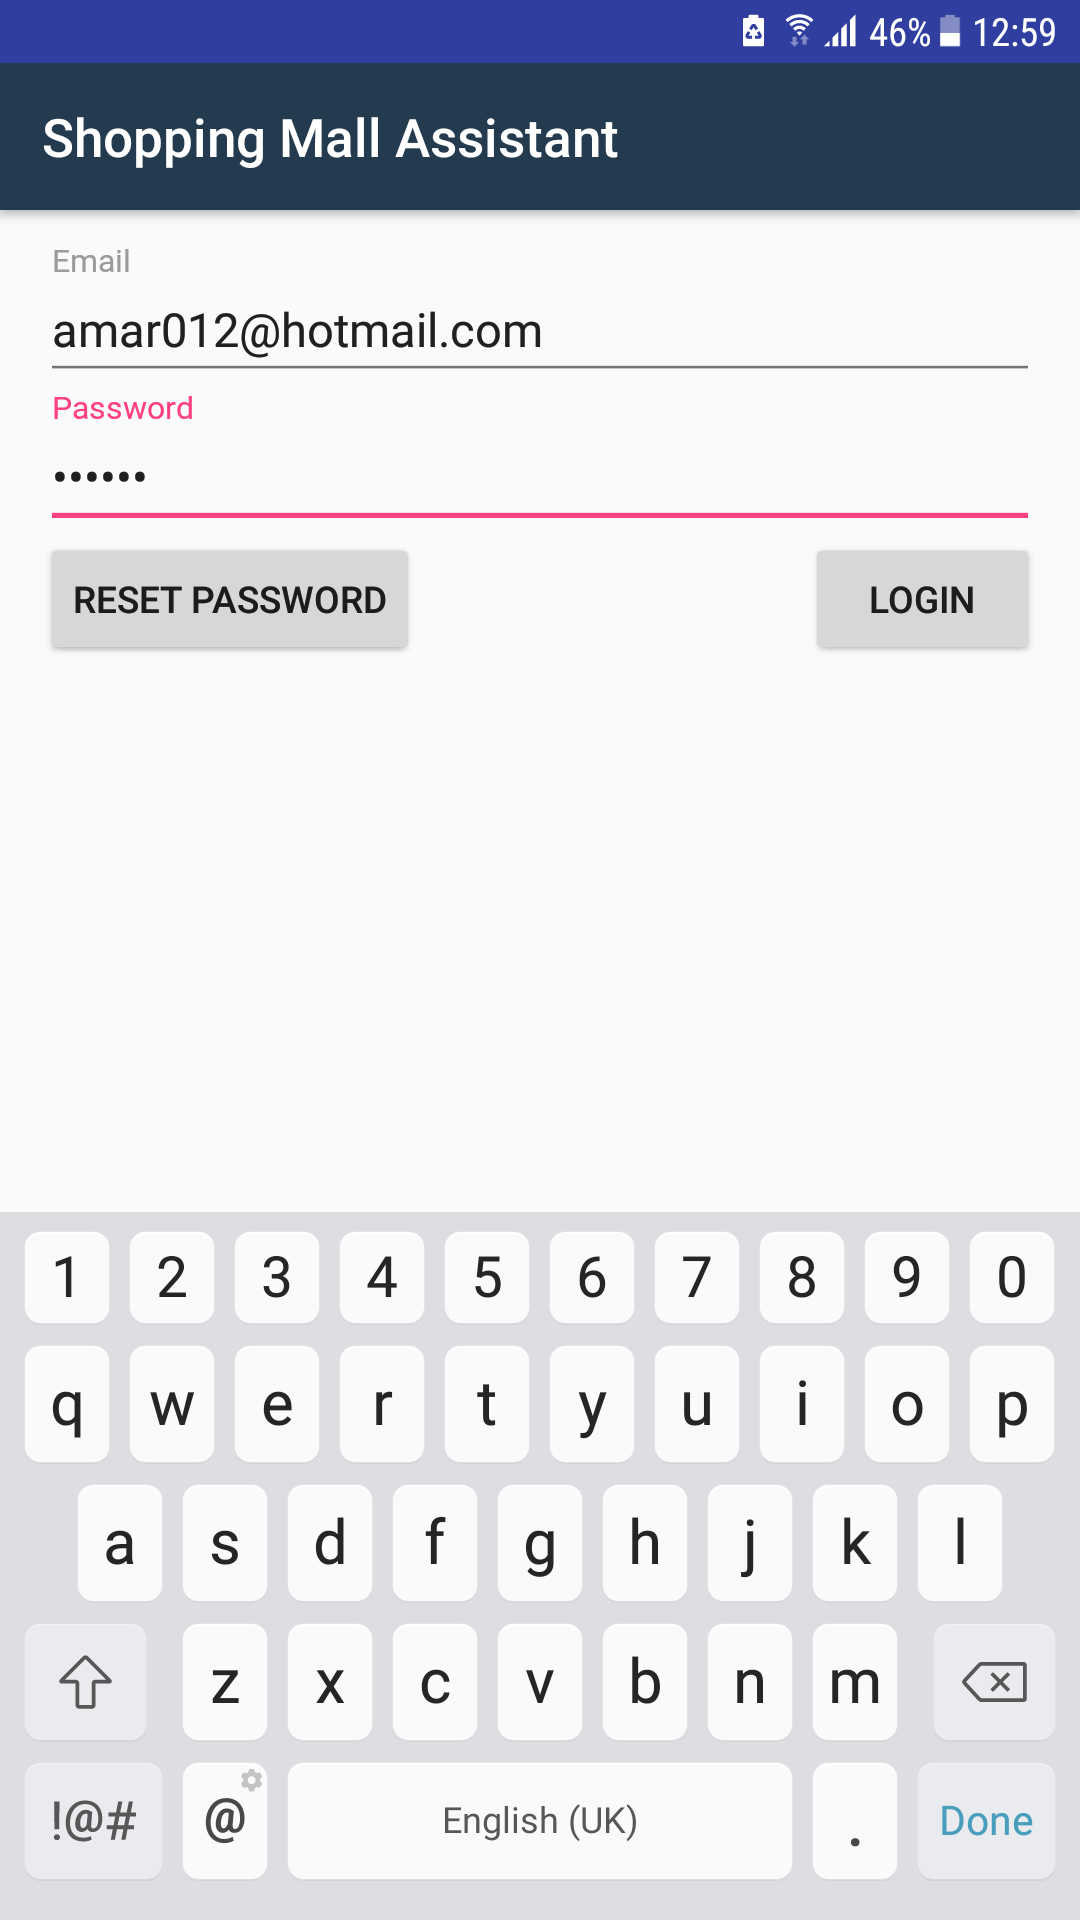 46% 12:59
Shopping Mall Assistant
Email
amar012@hotmail.com
Password
••••••
RESET PASSWORD LOGIN
1 2 3 4 5 6 7 8 9 0
q w e r t y u i o p
a s d f g h j k l
z x c v b n m
!@# @ English (UK) . Done